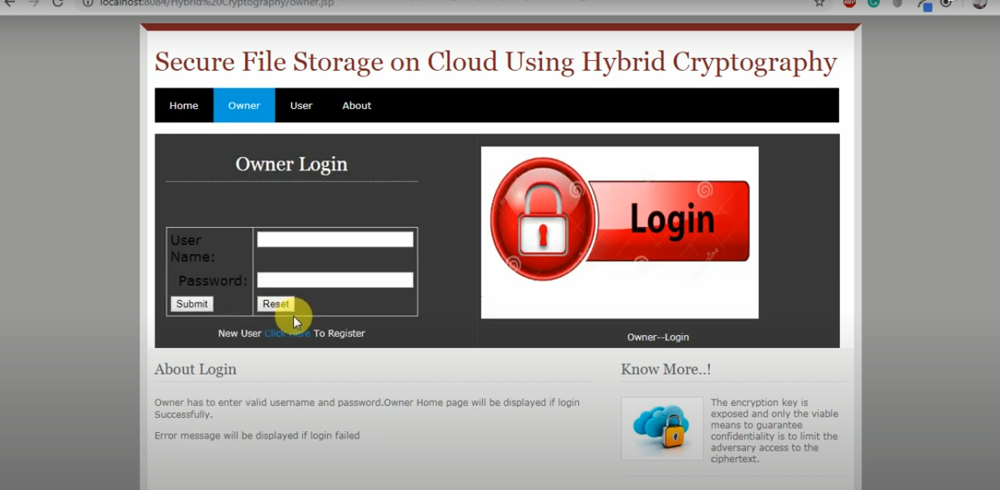 localhost:8084/Hybrid%20Cryptography/owner.jsp
Secure File Storage on Cloud Using Hybrid Cryptography
Home Owner User About
Owner Login
Login
User
Name:
Password:
Submit Reset
New User Click Here To Register
Owner--Login
About Login
Owner has to enter valid username and password.Owner Home page will be displayed if login
Successfully.
Error message will be displayed if login failed
Know More..!
The encryption key is
exposed and only the viable
means to guarantee
confidentiality is to limit the
adversary access to the
ciphertext.